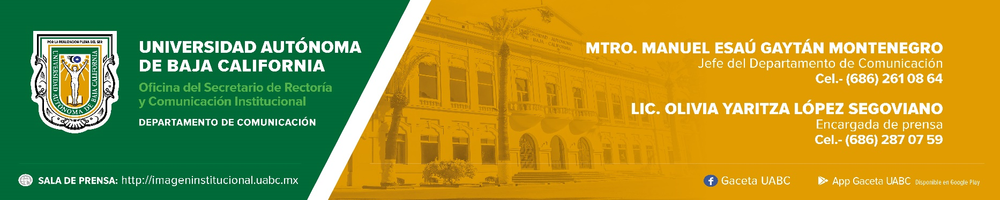 POR LA REALIZACIÓN PLENA DEL SER
UNIVERSIDAD AUTÓNOMA DE BAJA CALIFORNIA
UNIVERSIDAD AUTÓNOMA
DE BAJA CALIFORNIA
Oficina del Secretario de Rectoría
y Comunicación Institucional
DEPARTAMENTO DE COMUNICACIÓN
SALA DE PRENSA: http://imageninstitucional.uabc.mx
UNIVERSIDAD · AUTONOMA
DE · BAJA · CALIFORNIA
MTRO. MANUEL ESAÚ GAYTÁN MONTENEGRO
Jefe del Departamento de Comunicación
Cel.- (686) 261 08 64
LIC. OLIVIA YARITZA LÓPEZ SEGOVIANO
Encargada de prensa
Cel.- (686) 287 07 59
Gaceta UABC
App Gaceta UABC Disponible en Google Play